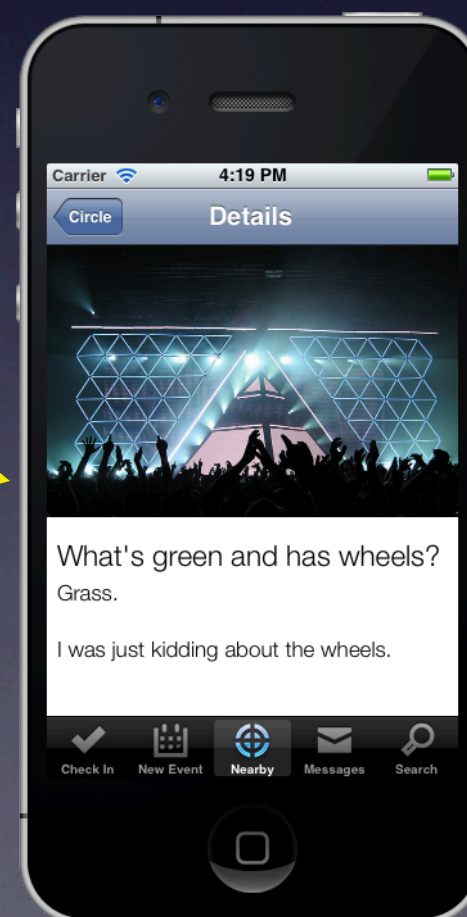 Carrier 4:19 PM
Circle Details
What's green and has wheels?
Grass.
I was just kidding about the wheels.
Check In New Event Nearby Messages Search